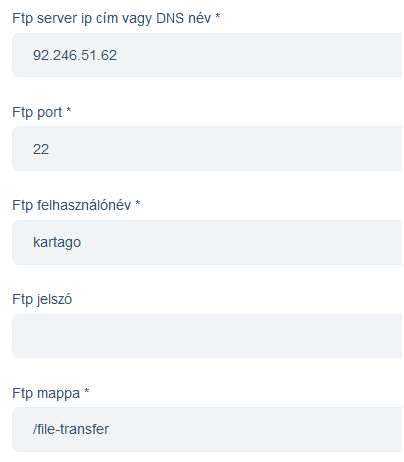 Ftp server ip cím vagy DNS név *
92.246.51.62
Ftp port *
22
Ftp felhasználónév *
kartago
Ftp jelszó
Ftp mappa *
/file-transfer